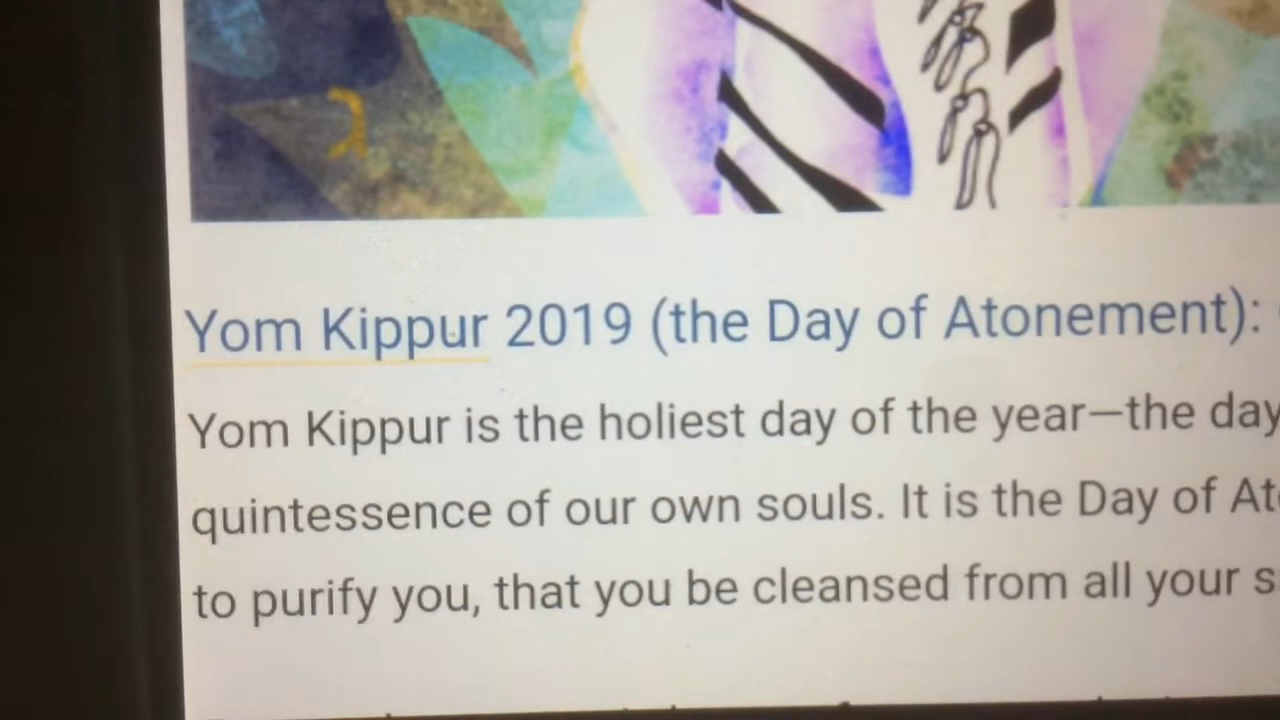 Yom Kippur 2019 (the Day of Atonement):
Yom Kippur is the holiest day of the year—the day
quintessence of our own souls. It is the Day of At
to purify you, that you be cleansed from all your s